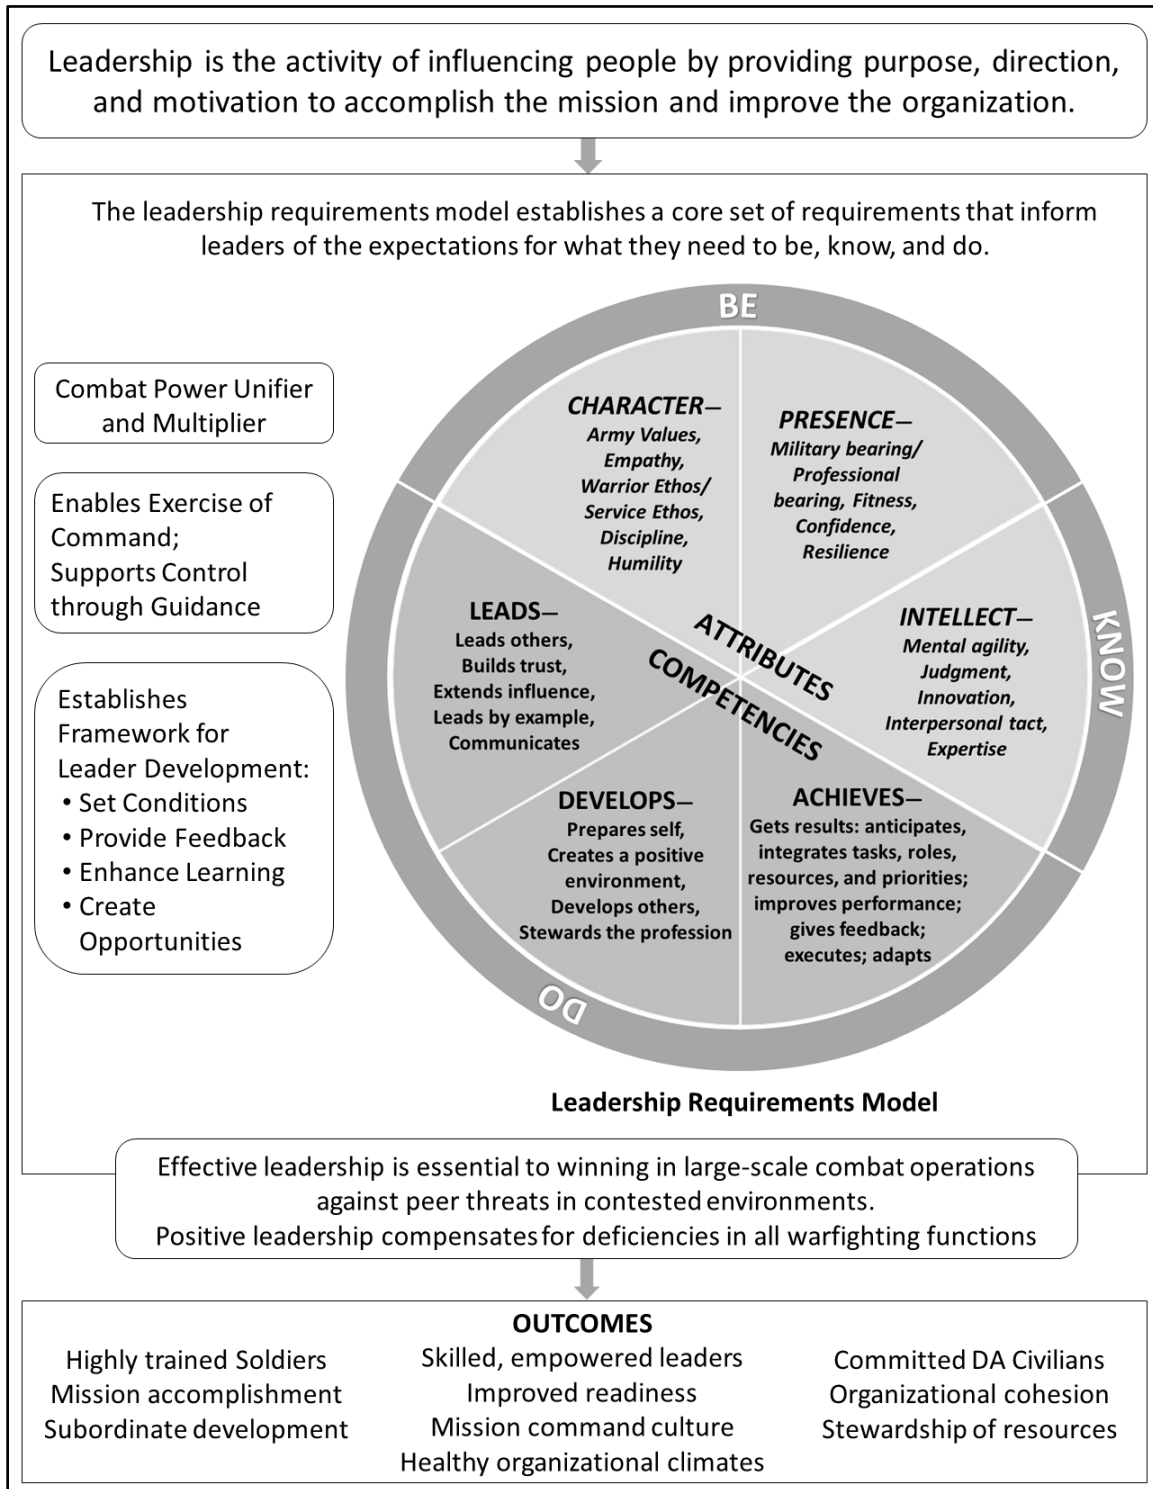 Leadership is the activity of influencing people by providing purpose, direction,
and motivation to accomplish the mission and improve the organization.
The leadership requirements model establishes a core set of requirements that inform
leaders of the expectations for what they need to be, know, and do.
Combat Power Unifier
and Multiplier
Enables Exercise of
Command;
Supports Control
through Guidance
Establishes
Framework for
Leader Development:
• Set Conditions
• Provide Feedback
• Enhance Learning
• Create
Opportunities
BE
CHARACTER—
Army Values,
Empathy,
Warrior Ethos/
Service Ethos,
Discipline,
Humility
PRESENCE—
Military bearing/
Professional
bearing, Fitness,
Confidence,
Resilience
KNOW
INTELLECT—
Mental agility,
Judgment,
Innovation,
Interpersonal tact,
Expertise
ATTRIBUTES
COMPETENCIES
LEADS—
Leads others,
Builds trust,
Extends influence,
Leads by example,
Communicates
DEVELOPS—
Prepares self,
Creates a positive
environment,
Develops others,
Stewards the profession
ACHIEVES—
Gets results: anticipates,
integrates tasks, roles,
resources, and priorities;
improves performance;
gives feedback;
executes; adapts
DO
Leadership Requirements Model
Effective leadership is essential to winning in large-scale combat operations
against peer threats in contested environments.
Positive leadership compensates for deficiencies in all warfighting functions
OUTCOMES
Highly trained Soldiers
Mission accomplishment
Subordinate development
Skilled, empowered leaders
Improved readiness
Mission command culture
Healthy organizational climates
Committed DA Civilians
Organizational cohesion
Stewardship of resources